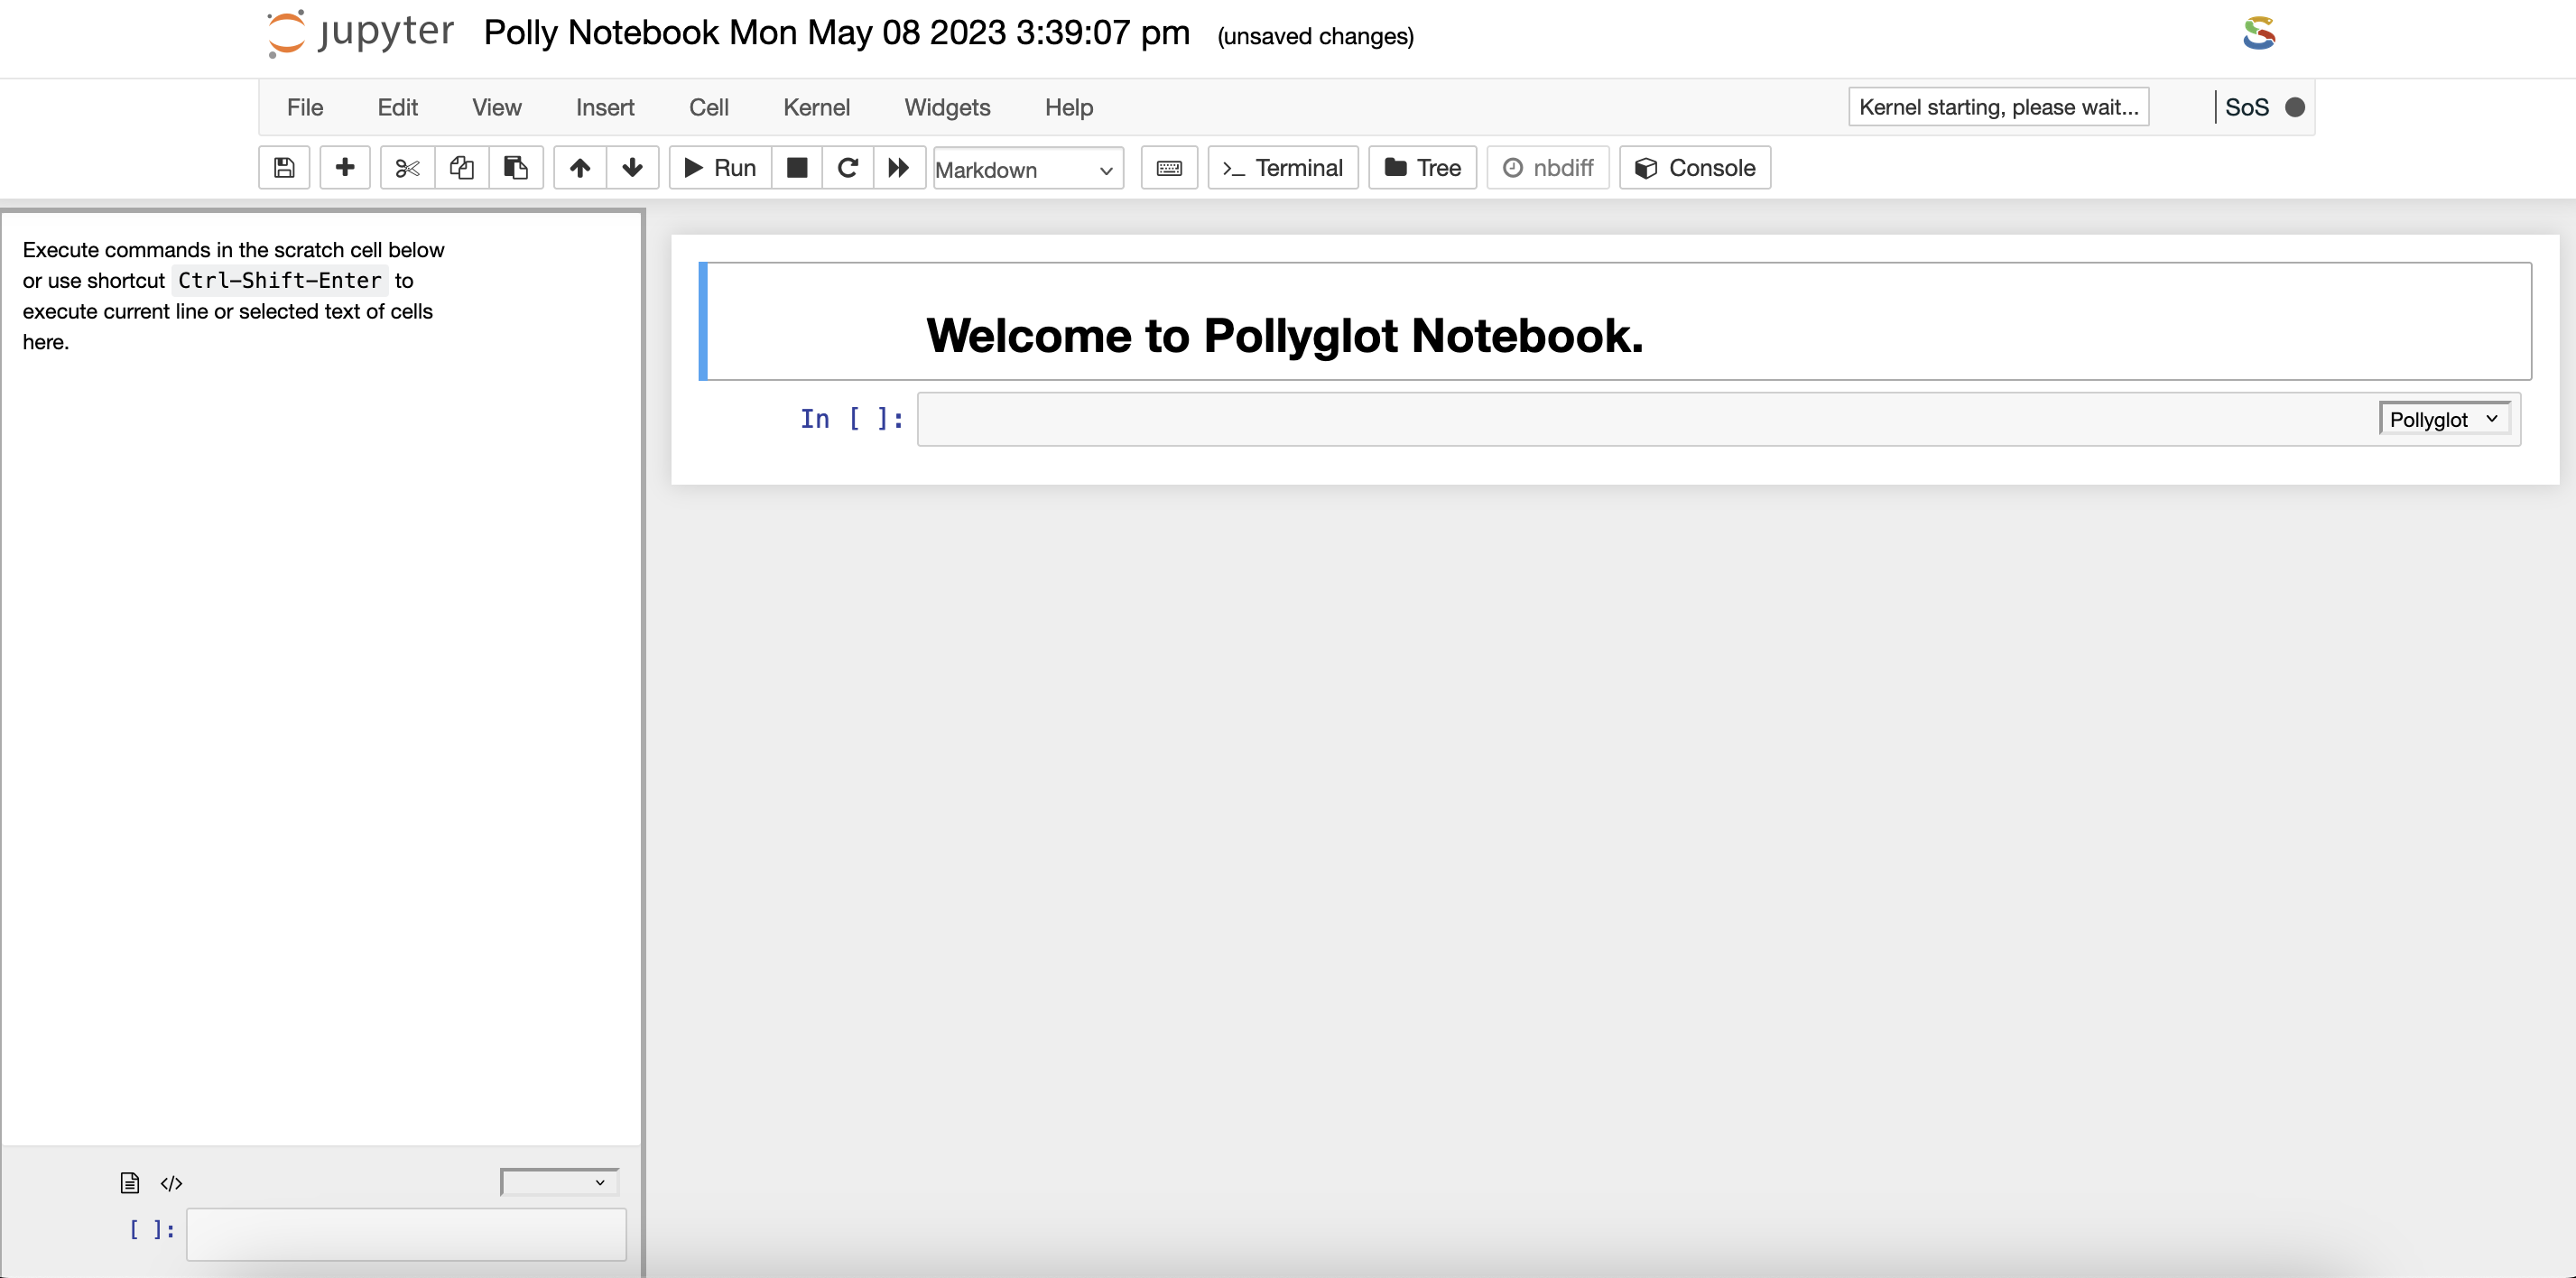 jupyter Polly Notebook Mon May 08 2023 3:39:07 pm (unsaved changes)
File Edit View Insert Cell Kernel Widgets Help Kernel starting, please wait... SoS
Run Markdown >_ Terminal Tree nbdiff Console
Execute commands in the scratch cell below
or use shortcut Ctrl-Shift-Enter to
execute current line or selected text of cells
here.
Welcome to Pollyglot Notebook.
In [ ]: Pollyglot
</>
[ ]: